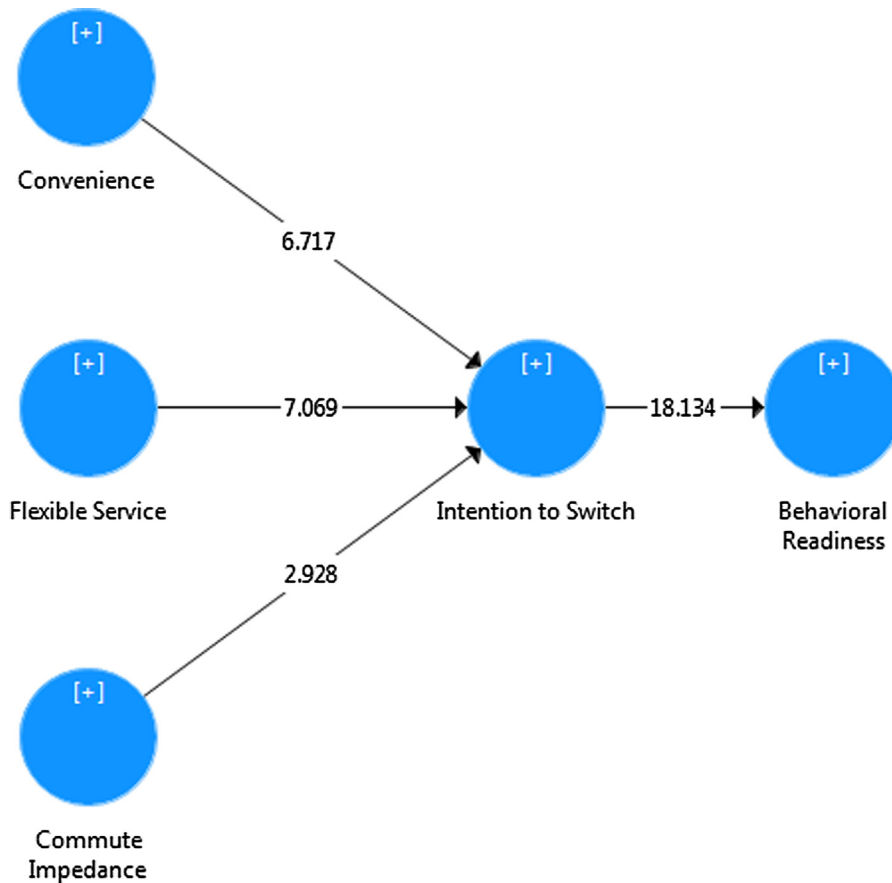 [+]
Convenience
6.717
[+]
Flexible Service
7.069
[+]
Intention to Switch
18.134
[+]
Behavioral
Readiness
2.928
[+]
Commute
Impedance